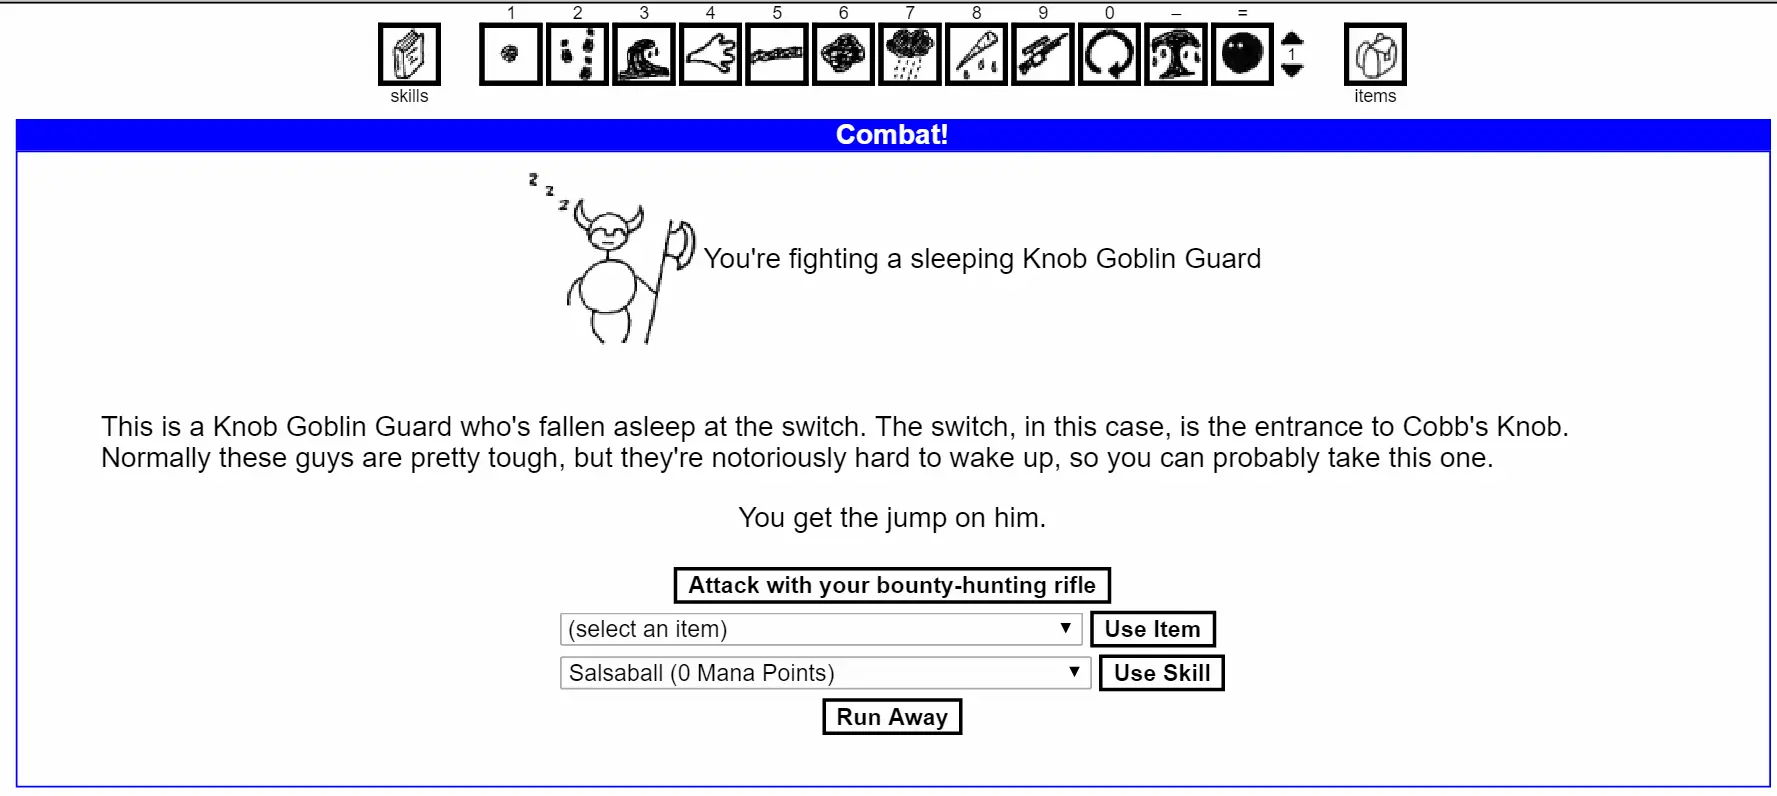 1 2 3 4 5 6 7 8 9 0 – =
1
skills
items
Combat!
z z z
You're fighting a sleeping Knob Goblin Guard
This is a Knob Goblin Guard who's fallen asleep at the switch. The switch, in this case, is the entrance to Cobb's Knob.
Normally these guys are pretty tough, but they're notoriously hard to wake up, so you can probably take this one.
You get the jump on him.
Attack with your bounty-hunting rifle
(select an item)
Use Item
Salsaball (0 Mana Points)
Use Skill
Run Away